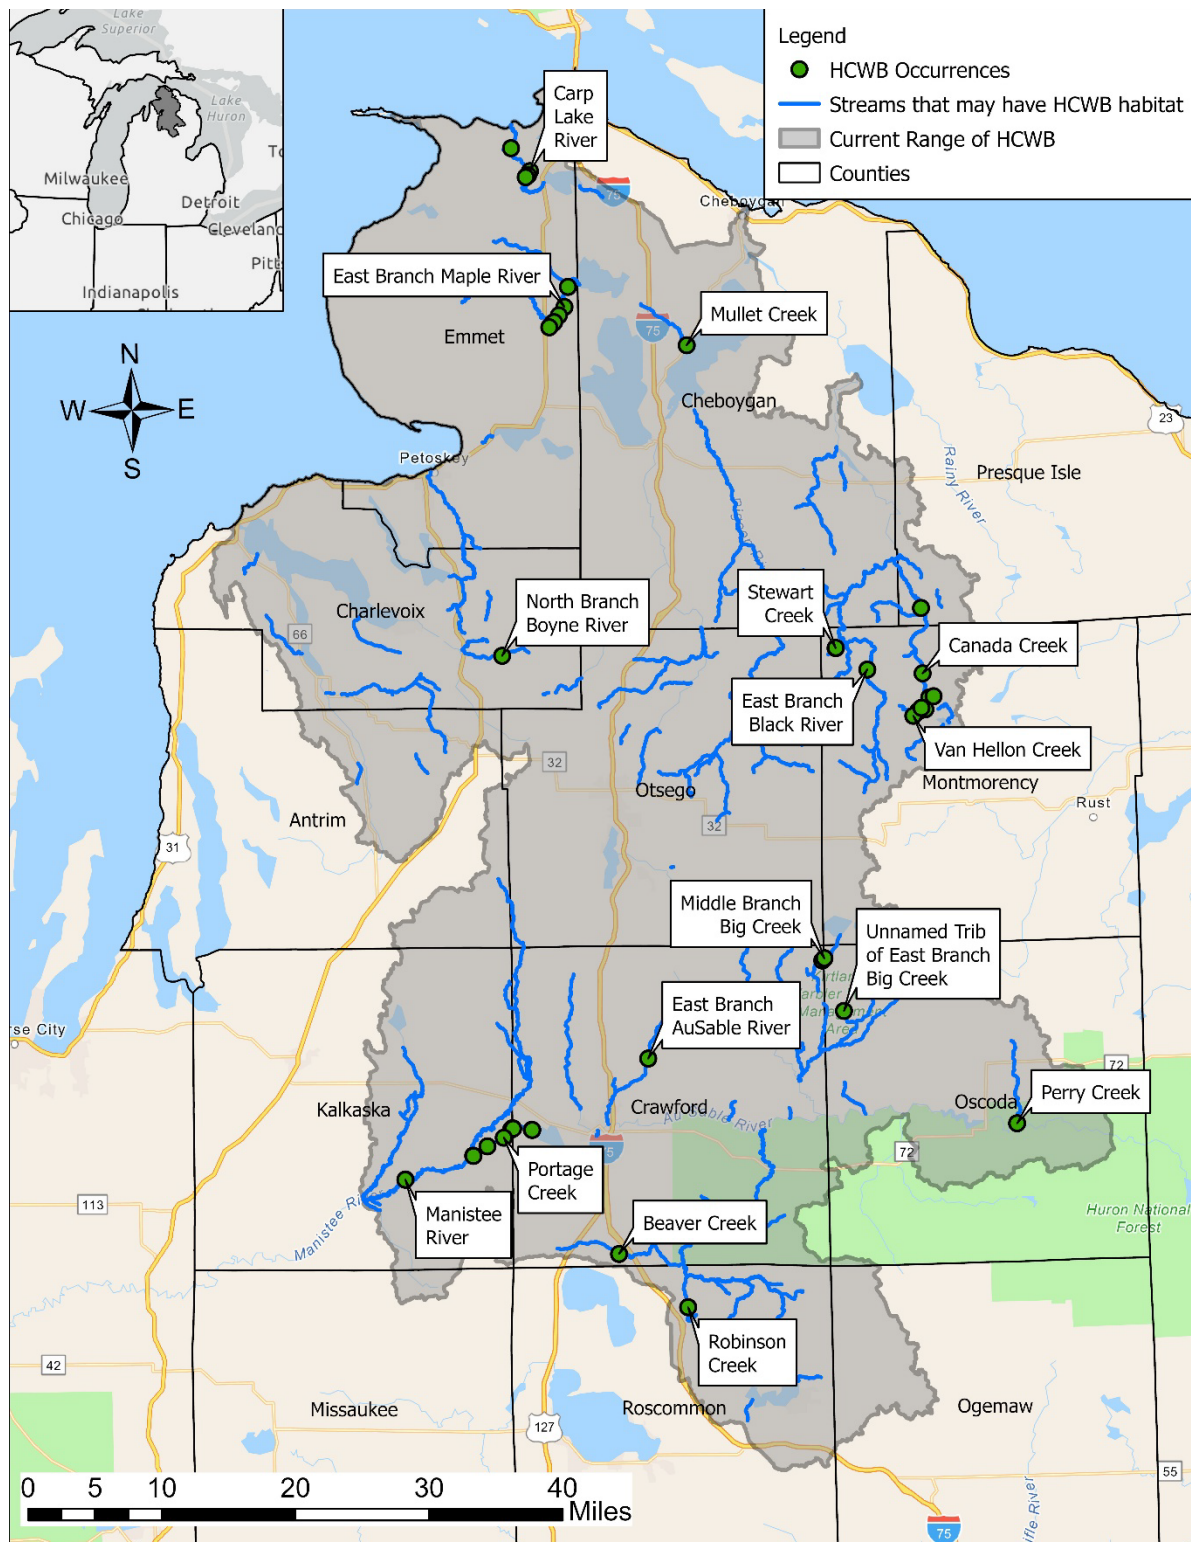 Lake
Superior
Lake
Huron
Milwaukee
Detroit
Chicago
Cleveland
Indianapolis
Legend
HCWB Occurrences
Streams that may have HCWB habitat
Current Range of HCWB
Counties
Carp
Lake
River
75
Cheboygan
East Branch Maple River
Emmet
75
Mullet Creek
N
W
E
S
Cheboygan
23
Petoskey
Rainy River
Presque Isle
Stewart
Creek
North Branch
Boyne River
Charlevoix
66
Canada Creek
East Branch
Black River
Van Hellon Creek
32
Otsego
Montmorency
Rust
Antrim
32
31
Middle Branch
Big Creek
Unnamed Trib
of East Branch
Big Creek
East Branch
AuSable River
72
Kalkaska
Crawford
Au Sable River
Oscoda
Perry Creek
75
72
Portage
Creek
113
Manistee River
Manistee
River
Beaver Creek
Huron National
Forest
Robinson
Creek
42
Missaukee
Roscommon
Ogemaw
127
55
0
5
10
20
30
40
Miles
75